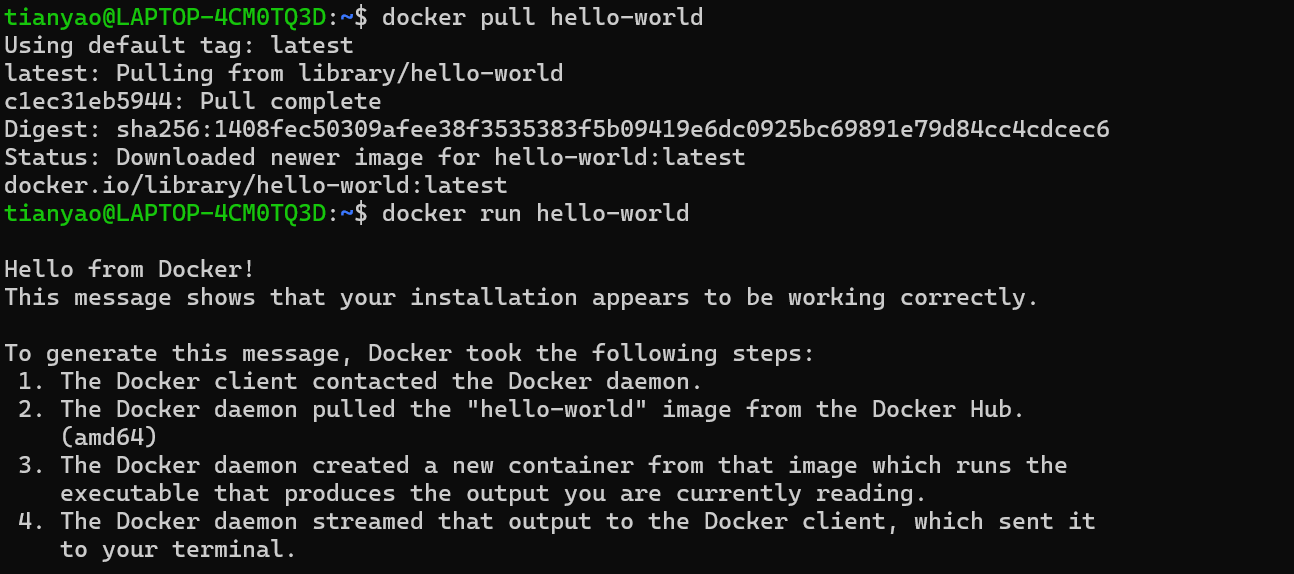 tianyao@LAPTOP-4CM0TQ3D:~$ docker pull hello-world
Using default tag: latest
latest: Pulling from library/hello-world
c1ec31eb5944: Pull complete
Digest: sha256:1408fec50309afee38f3535383f5b09419e6dc0925bc69891e79d84cc4cdcec6
Status: Downloaded newer image for hello-world:latest
docker.io/library/hello-world:latest
tianyao@LAPTOP-4CM0TQ3D:~$ docker run hello-world

Hello from Docker!
This message shows that your installation appears to be working correctly.

To generate this message, Docker took the following steps:
 1. The Docker client contacted the Docker daemon.
 2. The Docker daemon pulled the "hello-world" image from the Docker Hub.
    (amd64)
 3. The Docker daemon created a new container from that image which runs the
    executable that produces the output you are currently reading.
 4. The Docker daemon streamed that output to the Docker client, which sent it
    to your terminal.